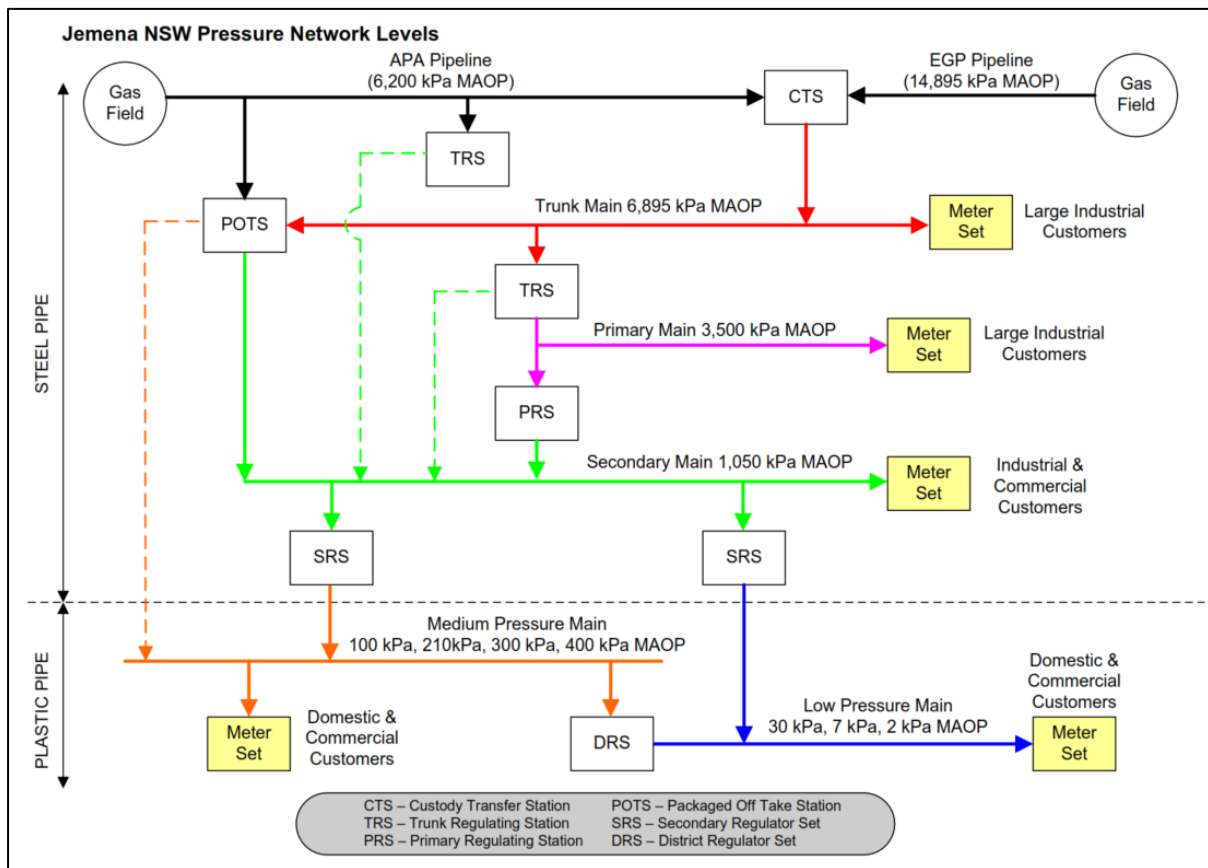 Jemena NSW Pressure Network Levels
APA Pipeline
(6,200 kPa MAOP)
EGP Pipeline
(14,895 kPa MAOP)
Gas
Field
CTS
Gas
Field
TRS
STEEL PIPE
POTS
Trunk Main 6,895 kPa MAOP
Meter
Set
Large Industrial
Customers
TRS
Primary Main 3,500 kPa MAOP
Meter
Set
Large Industrial
Customers
PRS
Secondary Main 1,050 kPa MAOP
Meter
Set
Industrial &
Commercial
Customers
SRS
SRS
PLASTIC PIPE
Medium Pressure Main
100 kPa, 210kPa, 300 kPa, 400 kPa MAOP
Meter
Set
Domestic &
Commercial
Customers
DRS
Low Pressure Main
30 kPa, 7 kPa, 2 kPa MAOP
Domestic &
Commercial
Customers
Meter
Set
CTS – Custody Transfer Station
POTS – Packaged Off Take Station
TRS – Trunk Regulating Station
SRS – Secondary Regulator Set
PRS – Primary Regulating Station
DRS – District Regulator Set